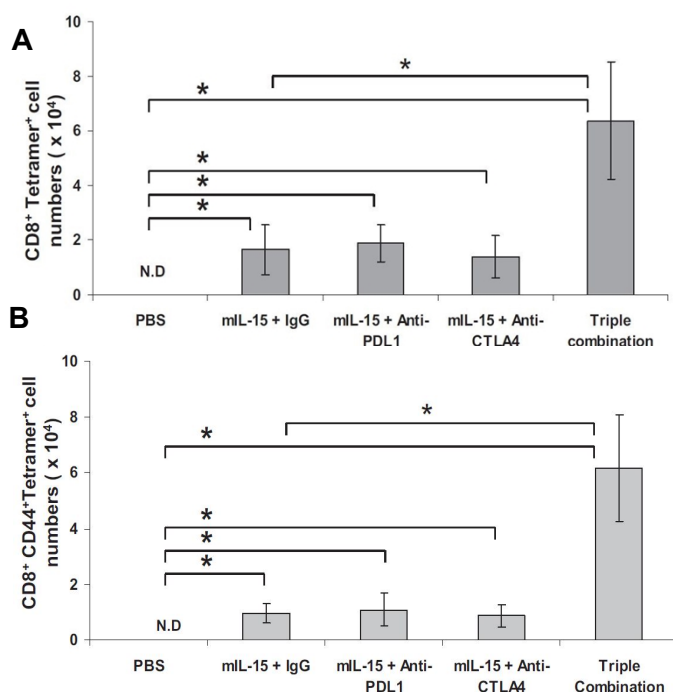 A
CD8⁺ Tetramer⁺ cell
numbers ( x 10⁴)
10
8
6
4
2
0
*
*
*
*
*
N.D
PBS
mIL-15 + IgG
mIL-15 + Anti-
PDL1
mIL-15 + Anti-
CTLA4
Triple
combination
B
CD8⁺ CD44⁺Tetramer⁺ cell
numbers ( x 10⁴)
10
8
6
4
2
0
*
*
*
*
*
N.D
PBS
mIL-15 + IgG
mIL-15 + Anti-
PDL1
mIL-15 + Anti-
CTLA4
Triple
Combination